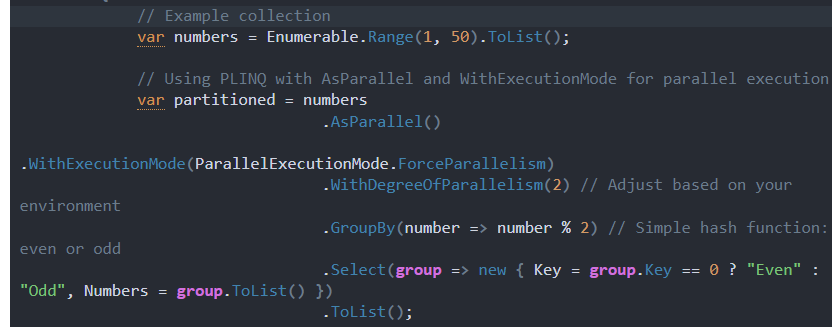 // Example collection
var numbers = Enumerable.Range(1, 50).ToList();
// Using PLINQ with AsParallel and WithExecutionMode for parallel execution
var partitioned = numbers
.AsParallel()
.WithExecutionMode(ParallelExecutionMode.ForceParallelism)
.WithDegreeOfParallelism(2) // Adjust based on your
environment
.GroupBy(number => number % 2) // Simple hash function:
even or odd
.Select(group => new { Key = group.Key == 0 ? "Even" :
"Odd", Numbers = group.ToList() })
.ToList();